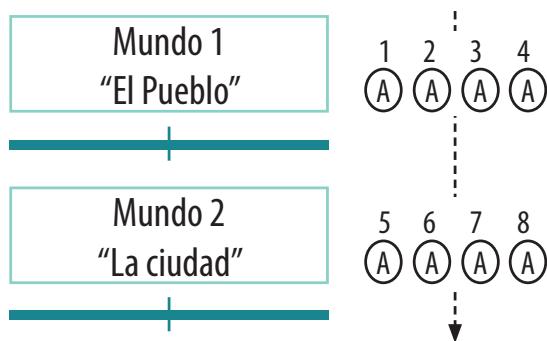 Mundo 1
“El Pueblo”
1 2 3 4
A A A A
Mundo 2
“La ciudad”
5 6 7 8
A A A A